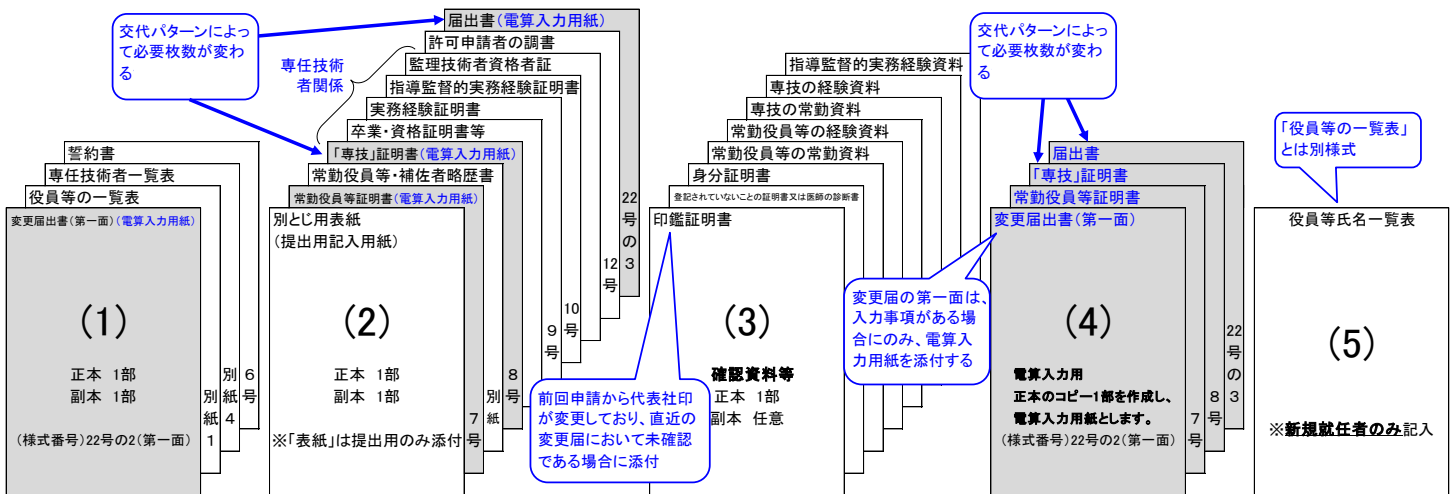 交代パターンによ
って必要枚数が変わ
る
専任技術
者関係
誓約書
専任技術者一覧表
役員等の一覧表
変更届出書(第一面)(電算入力用紙)
(1)
正本 1部
副本 1部
(様式番号)22号の2(第一面)
別紙1
別紙4
6号
届出書(電算入力用紙)
許可申請者の調書
監理技術者資格者証
指導監督的実務経験証明書
実務経験証明書
卒業・資格証明書等
「専技」証明書(電算入力用紙)
常勤役員等・補佐者略歴書
常勤役員等証明書(電算入力用紙)
別とじ用表紙
(提出用記入用紙)
(2)
正本 1部
副本 1部
※「表紙」は提出用のみ添付
7号
別紙
8号
9号
10号
12号
22号の3
指導監督的実務経験資料
専技の経験資料
専技の常勤資料
常勤役員等の経験資料
常勤役員等の常勤資料
身分証明書
登記されていないことの証明書又は医師の診断書
印鑑証明書
(3)
確認資料等
正本 1部
副本 任意
前回申請から代表社印
が変更しており、直近の
変更届において未確認
である場合に添付
交代パターンによ
って必要枚数が変わ
る
届出書
「専技」証明書
常勤役員等証明書
変更届出書(第一面)
変更届の第一面は、
入力事項がある場
合にのみ、電算入
力用紙を添付する
(4)
電算入力用
正本のコピー1部を作成し、
電算入力用紙とします。
(様式番号)22号の2(第一面)
7号
8号
22号の3
「役員等の一覧表」
とは別様式
役員等氏名一覧表
(5)
※新規就任者のみ記入